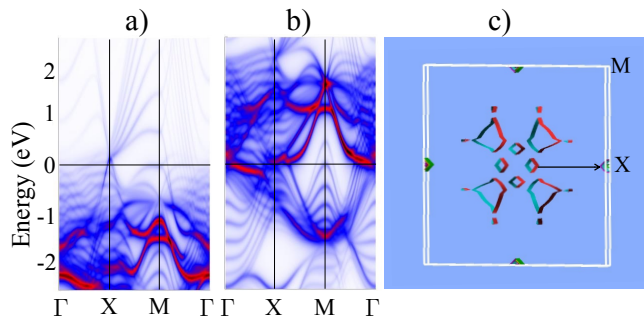 a) b) c)
Energy (eV)
2
1
0
-1
-2
Γ X M Γ
Γ X M Γ
M
X